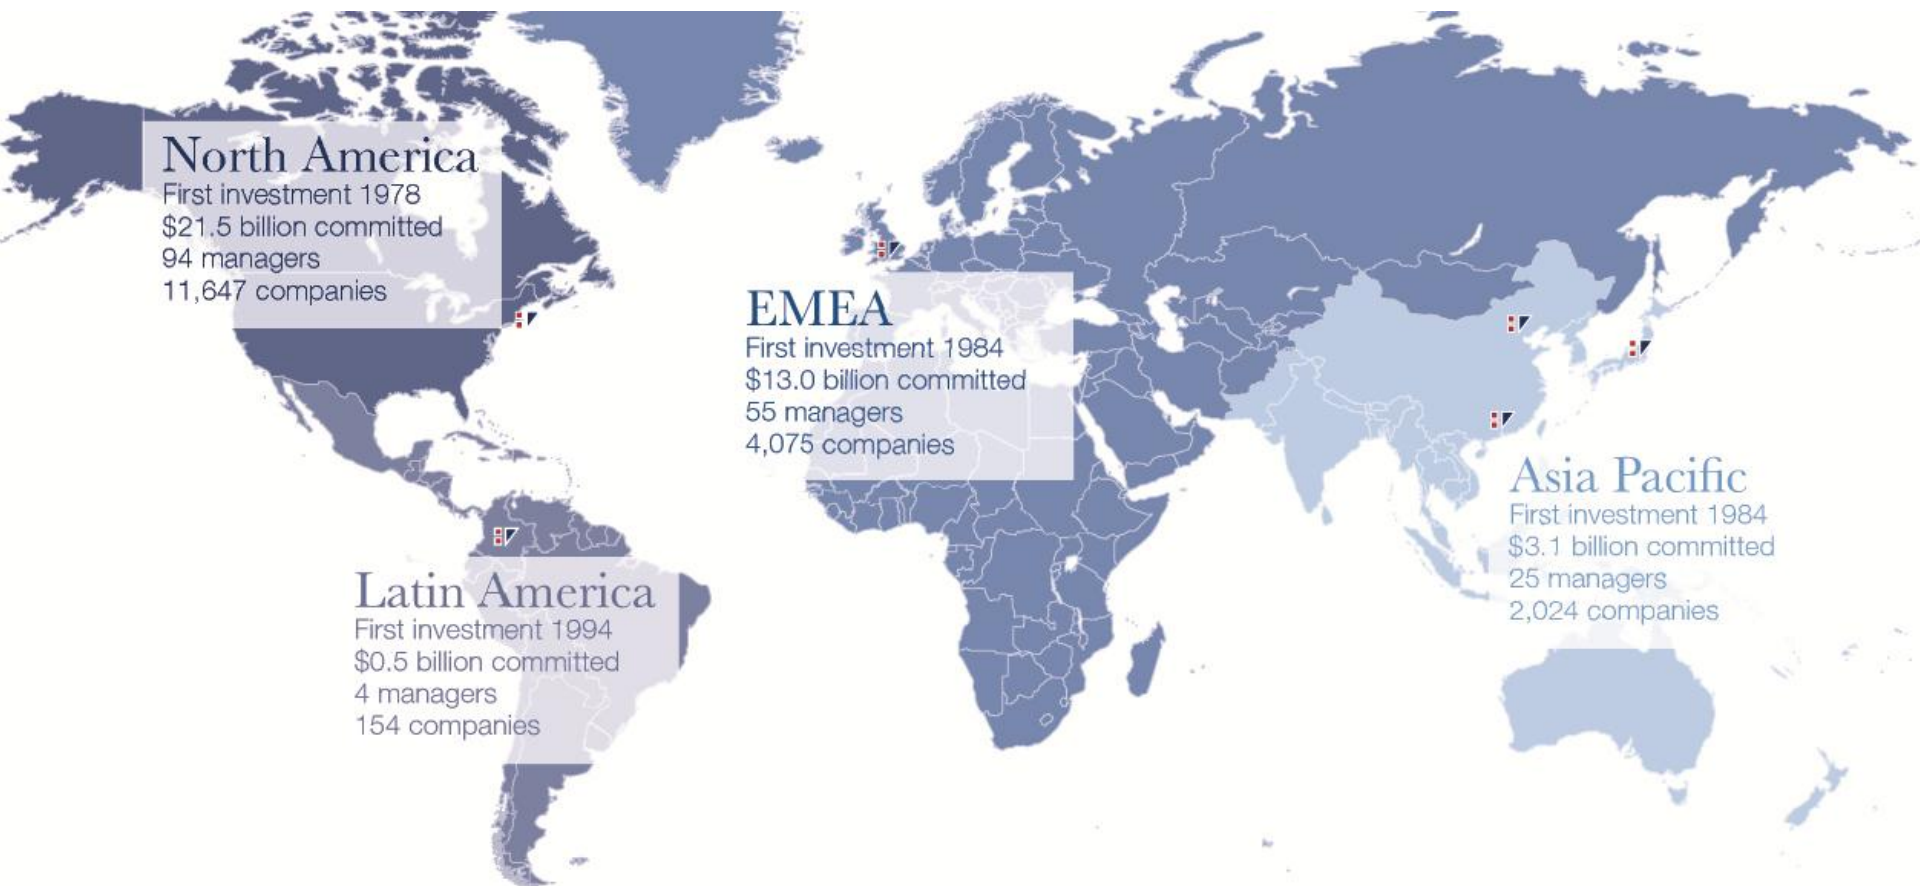 North America
First investment 1978
$21.5 billion committed
94 managers
11,647 companies
EMEA
First investment 1984
$13.0 billion committed
55 managers
4,075 companies
Asia Pacific
First investment 1984
$3.1 billion committed
25 managers
2,024 companies
Latin America
First investment 1994
$0.5 billion committed
4 managers
154 companies